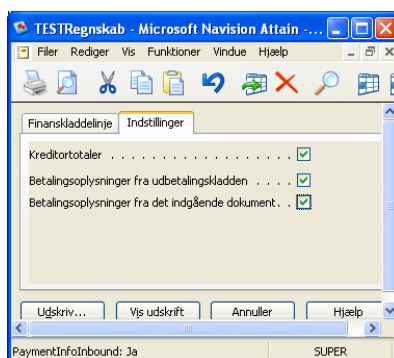 TESTRegnskab - Microsoft Navision Attain -...
Filer Rediger Vis Funktioner Vindue Hjælp
Finanskladdelinje Indstillinger
Kreditortotaler . . . . . . . . . . . . . . . . . .
Betalingsoplysninger fra udbetalingskladden . . . .
Betalingsoplysninger fra det indgående dokument. .
Udskriv... Vis udskrift Annuller Hjælp
PaymentInfoInbound: Ja SUPER